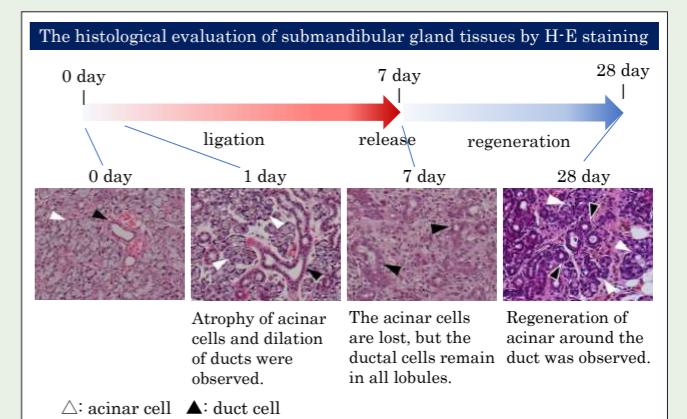 The histological evaluation of submandibular gland tissues by H-E staining
0 day
7 day
28 day
ligation
release
regeneration
0 day
1 day
7 day
28 day
Atrophy of acinar
cells and dilation
of ducts were
observed.
The acinar cells
are lost, but the
ductal cells remain
in all lobules.
Regeneration of
acinar around the
duct was observed.
△: acinar cell ▲: duct cell